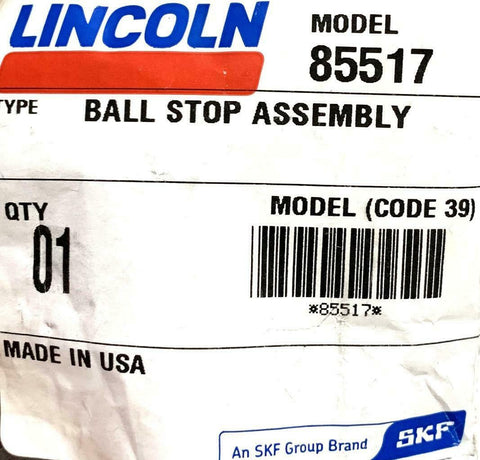 LINCOLN
MODEL
85517
TYPE
BALL STOP ASSEMBLY
QTY
01
MODEL (CODE 39)
*85517*
MADE IN USA
An SKF Group Brand
SKF